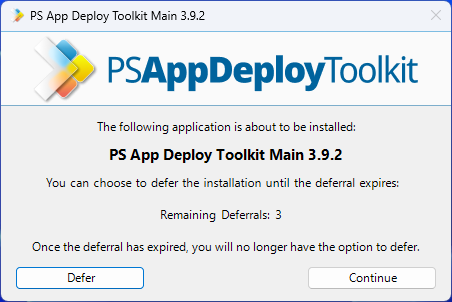 PS App Deploy Toolkit Main 3.9.2
PSAppDeployToolkit
The following application is about to be installed:
PS App Deploy Toolkit Main 3.9.2
You can choose to defer the installation until the deferral expires:
Remaining Deferrals: 3
Once the deferral has expired, you will no longer have the option to defer.
Defer
Continue